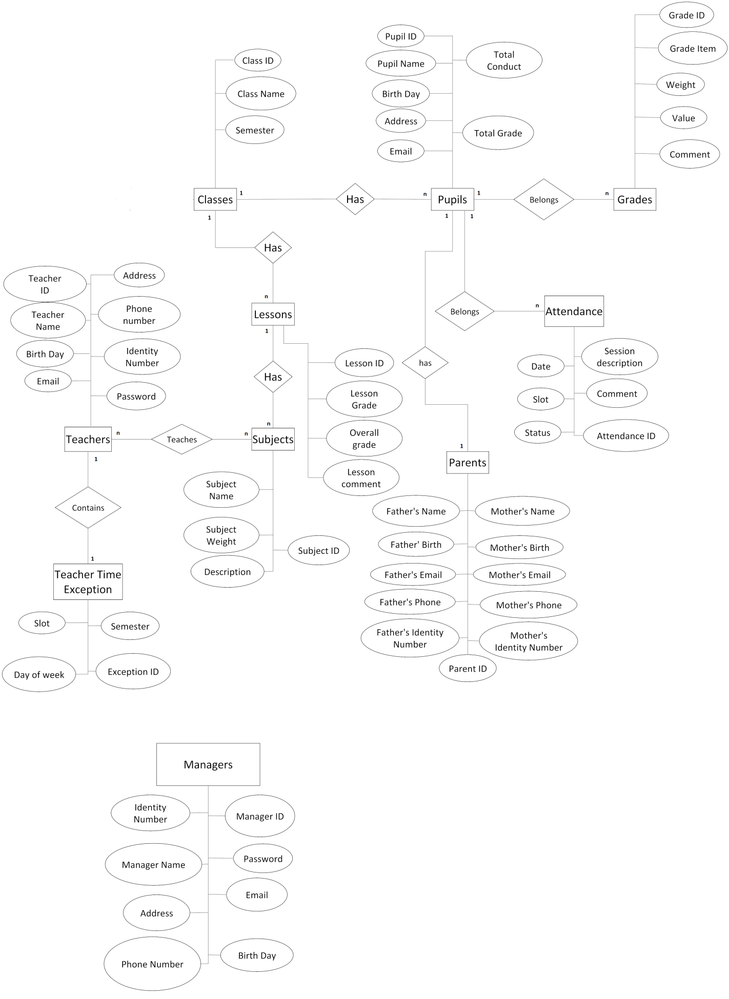 Grade ID
Grade Item
Weight
Value
Comment
Pupil ID
Pupil Name
Birth Day
Address
Email
Total
Conduct
Total Grade
Class ID
Class Name
Semester
Classes
1
Has
n
Pupils
1
Belongs
n
Grades
1
1
1
Has
n
Lessons
1
Has
n
Lesson ID
Lesson
Grade
Overall
grade
Lesson
comment
Teacher
ID
Teacher
Name
Birth Day
Email
Address
Phone
number
Identity
Number
Password
Teachers
n
Teaches
n
Subjects
1
Contains
1
Teacher Time
Exception
Slot
Semester
Day of week
Exception ID
Subject
Name
Subject
Weight
Description
Subject ID
Belongs
n
Attendance
Session
description
Date
Comment
Slot
Status
Attendance ID
has
1
Parents
Father's Name
Mother's Name
Father' Birth
Mother's Birth
Father's Email
Mother's Email
Father's Phone
Mother's Phone
Father's Identity
Number
Mother's
Identity Number
Parent ID
Managers
Identity
Number
Manager ID
Manager Name
Password
Email
Address
Phone Number
Birth Day